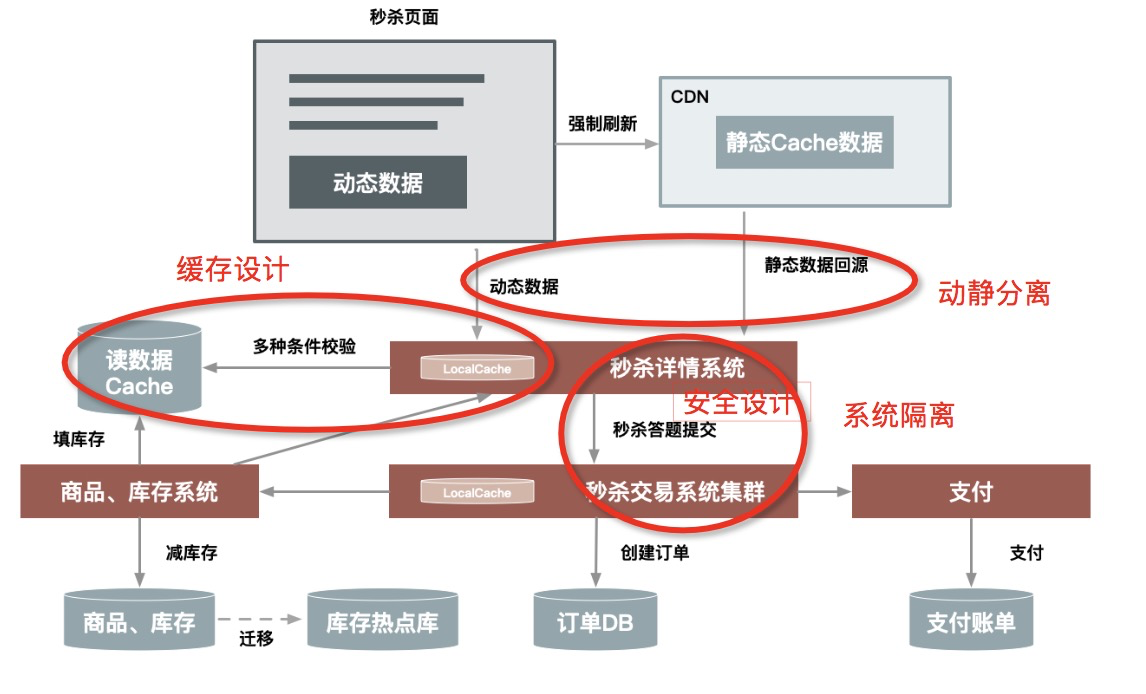 秒杀页面
CDN
强制刷新
静态Cache数据
动态数据
缓存设计
动态数据
静态数据回源
动静分离
读数据
Cache
多种条件校验
LocalCache
秒杀详情系统
安全设计
系统隔离
填库存
秒杀答题提交
商品、库存系统
LocalCache
秒杀交易系统集群
支付
减库存
创建订单
支付
商品、库存
迁移
库存热点库
订单DB
支付账单